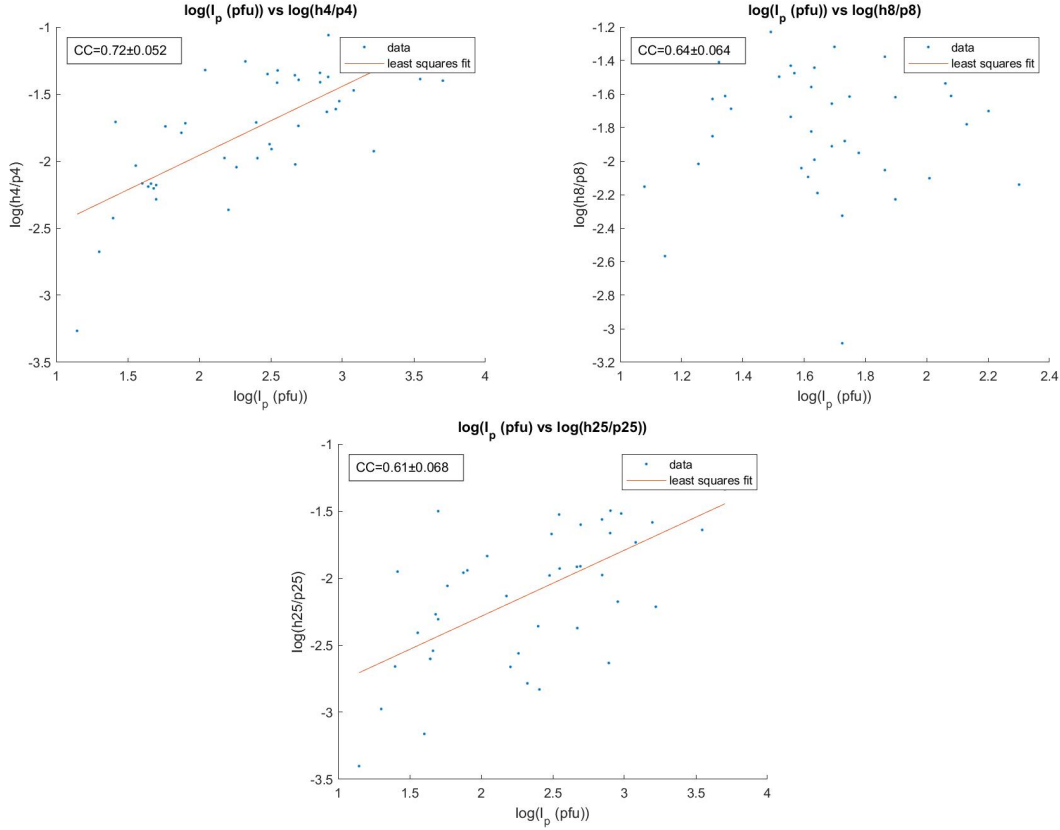 log(I_p (pfu)) vs log(h4/p4)
CC=0.72±0.052
data
least squares fit
-1
-1.5
-2
-2.5
-3
-3.5
log(h4/p4)
1 1.5 2 2.5 3 3.5 4
log(I_p (pfu))
log(I_p (pfu)) vs log(h8/p8)
CC=0.64±0.064
data
least squares fit
-1.2
-1.4
-1.6
-1.8
-2
-2.2
-2.4
-2.6
-2.8
-3
-3.2
log(h8/p8)
1 1.2 1.4 1.6 1.8 2 2.2 2.4
log(I_p (pfu))
log(I_p (pfu) vs log(h25/p25))
CC=0.61±0.068
data
least squares fit
-1
-1.5
-2
-2.5
-3
-3.5
log(h25/p25)
1 1.5 2 2.5 3 3.5 4
log(I_p (pfu))